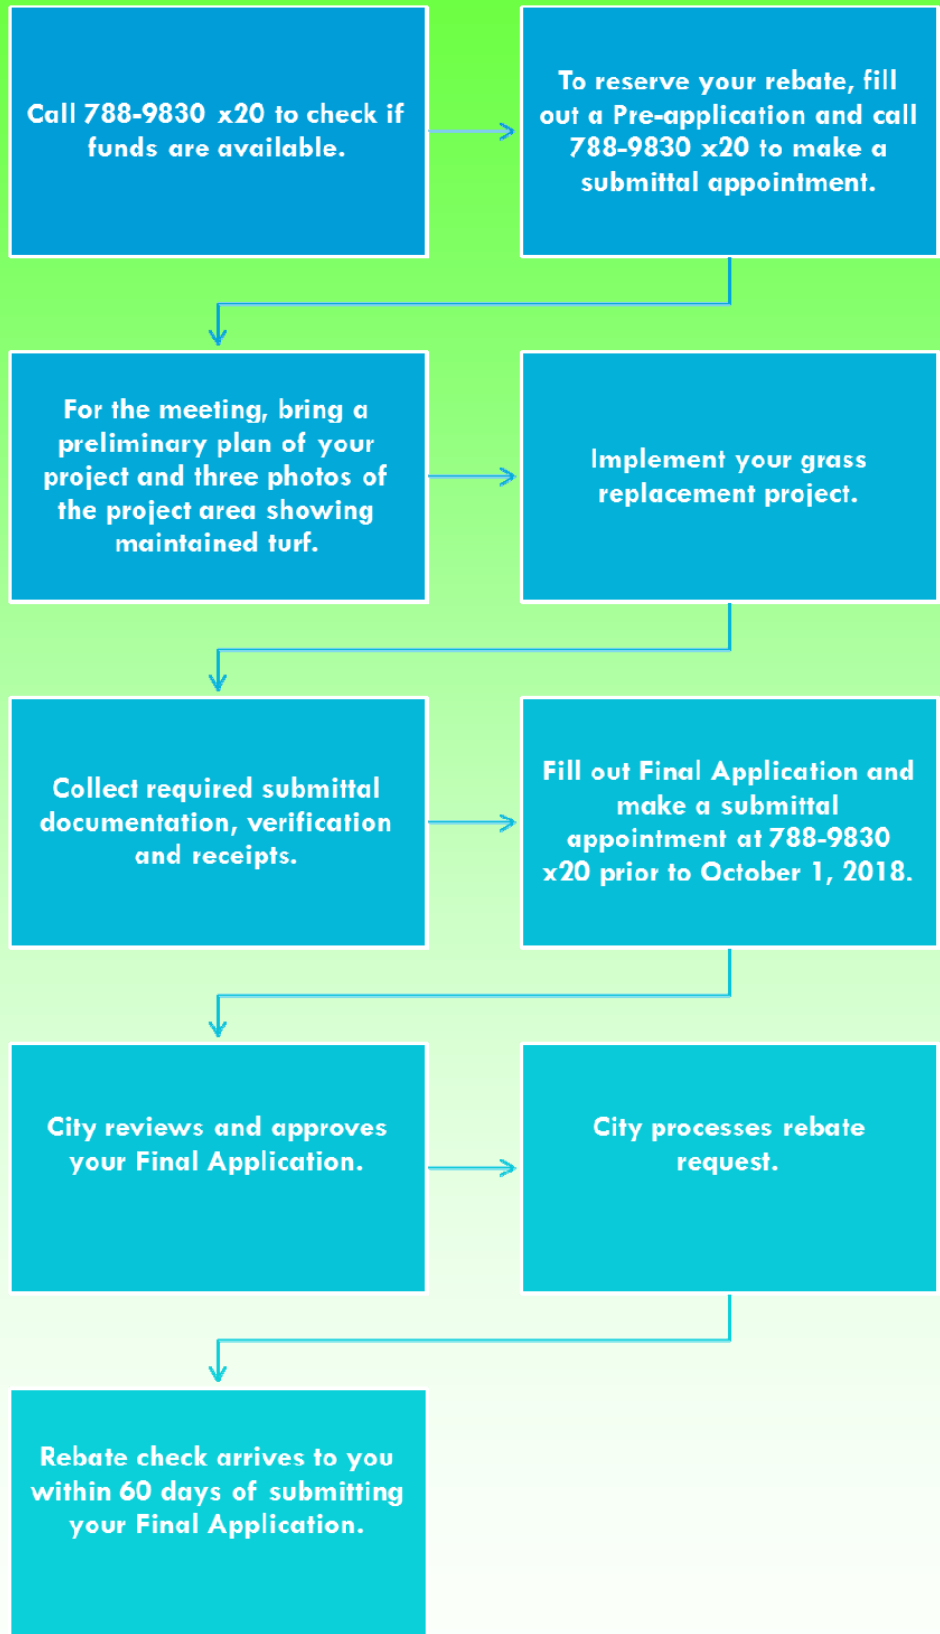 Call 788-9830 x20 to check if
funds are available.
To reserve your rebate, fill
out a Pre-application and call
788-9830 x20 to make a
submittal appointment.
For the meeting, bring a
preliminary plan of your
project and three photos of
the project area showing
maintained turf.
Implement your grass
replacement project.
Collect required submittal
documentation, verification
and receipts.
Fill out Final Application and
make a submittal
appointment at 788-9830
x20 prior to October 1, 2018.
City reviews and approves
your Final Application.
City processes rebate
request.
Rebate check arrives to you
within 60 days of submitting
your Final Application.